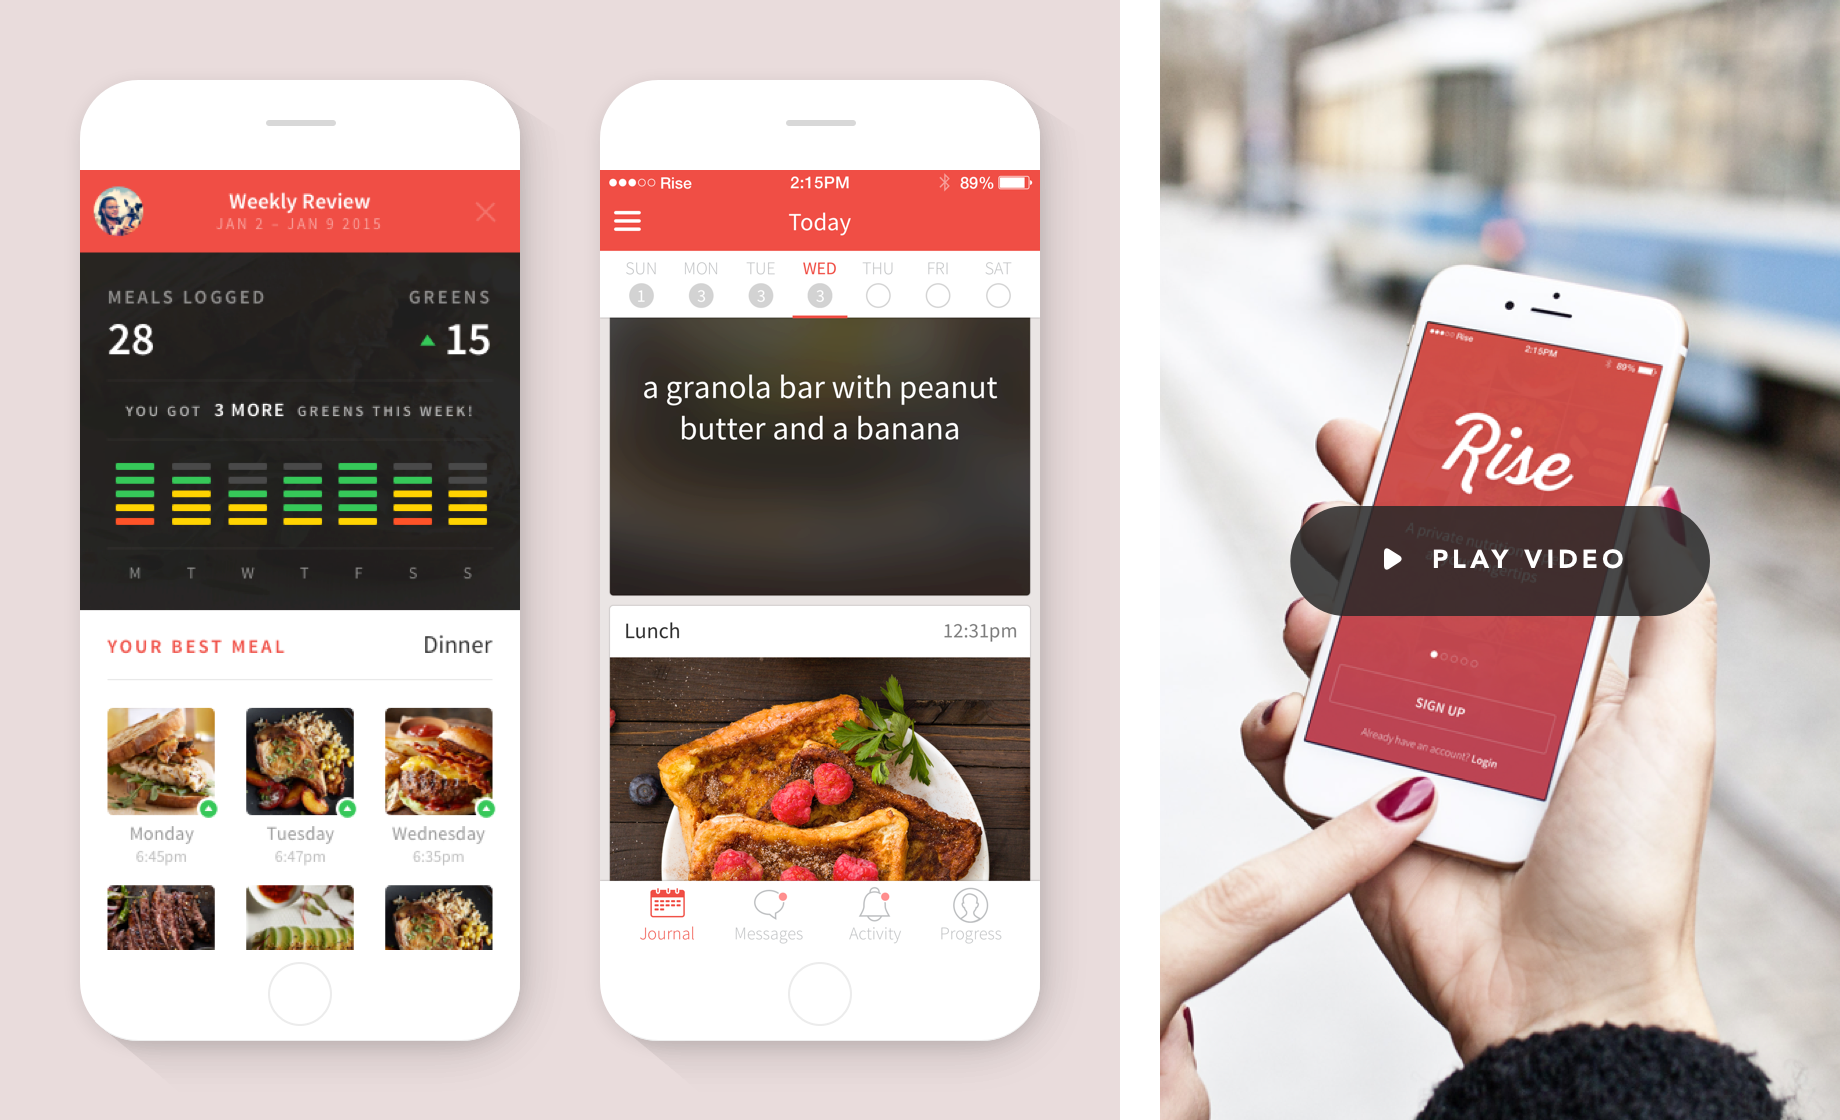 Weekly Review
JAN 2 – JAN 9 2015
MEALS LOGGED
GREENS
28
15
YOU GOT 3 MORE GREENS THIS WEEK!
M T W T F S S
YOUR BEST MEAL
Dinner
Monday
6:45pm
Tuesday
6:47pm
Wednesday
6:35pm
Rise
2:15PM
89%
Today
SUN MON TUE WED THU FRI SAT
1 3 3 3
a granola bar with peanut
butter and a banana
Lunch
12:31pm
Journal
Messages
Activity
Progress
Rise
2:15PM
89%
Rise
A private nutrition
PLAY VIDEO
SIGN UP
Already have an account? Login